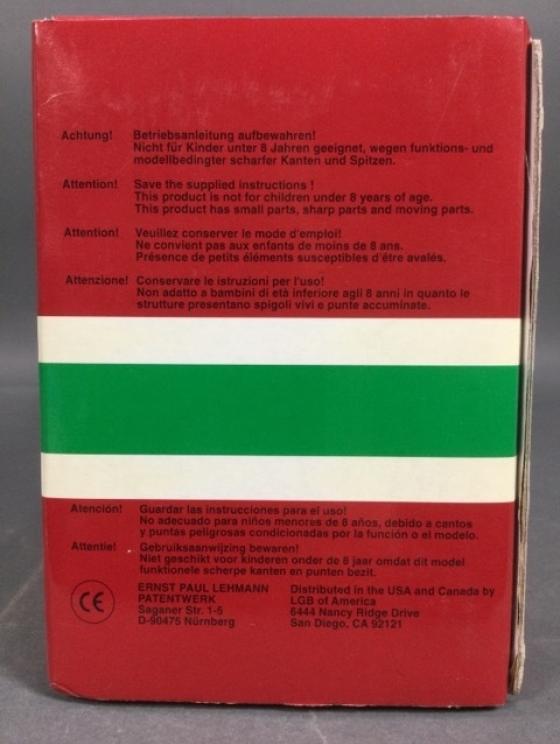 Achtung! Betriebsanleitung aufbewahren!
Nicht für Kinder unter 8 Jahren geeignet, wegen funktions- und
modellbedingter scharfer Kanten und Spitzen.
Attention! Save the supplied instructions !
This product is not for children under 8 years of age.
This product has small parts, sharp parts and moving parts.
Attention! Veuillez conserver le mode d'emploi!
Ne convient pas aux enfants de moins de 8 ans.
Présence de petits éléments susceptibles d'être avalés.
Attenzione! Conservare le istruzioni per l'uso!
Non adatto a bambini di età inferiore agli 8 anni in quanto le
strutture presentano spigoli vivi e punte accuminate.
Atención! Guardar las instrucciones para el uso!
No adecuado para niños menores de 8 años, debido a cantos
y puntas peligrosas condicionadas por la función o el modelo.
Attentie! Gebruiksaanwijzing bewaren!
Niet geschikt voor kinderen onder de 8 jaar omdat dit model
funktionele scherpe kanten en punten bezit.
CE
ERNST PAUL LEHMANN
PATENTWERK
Saganer Str. 1-5
D-90475 Nürnberg
Distributed in the USA and Canada by
LGB of America
6444 Nancy Ridge Drive
San Diego, CA 92121